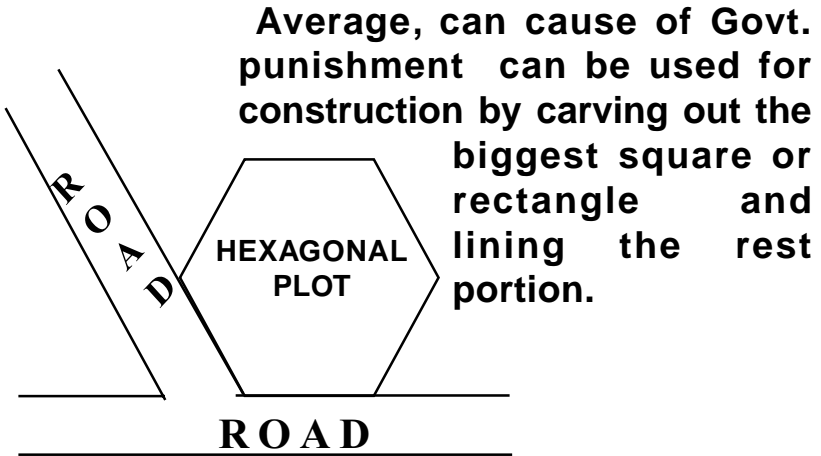 Average, can cause of Govt.
punishment can be used for
construction by carving out the
biggest square or
rectangle and
lining the rest
portion.
ROAD
HEXAGONAL
PLOT
ROAD